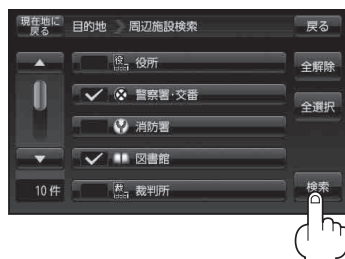 現在地に
戻る
目的地 周辺施設検索
戻る
役所
全解除
警察署・交番
全選択
消防署
図書館
10件
裁判所
検索